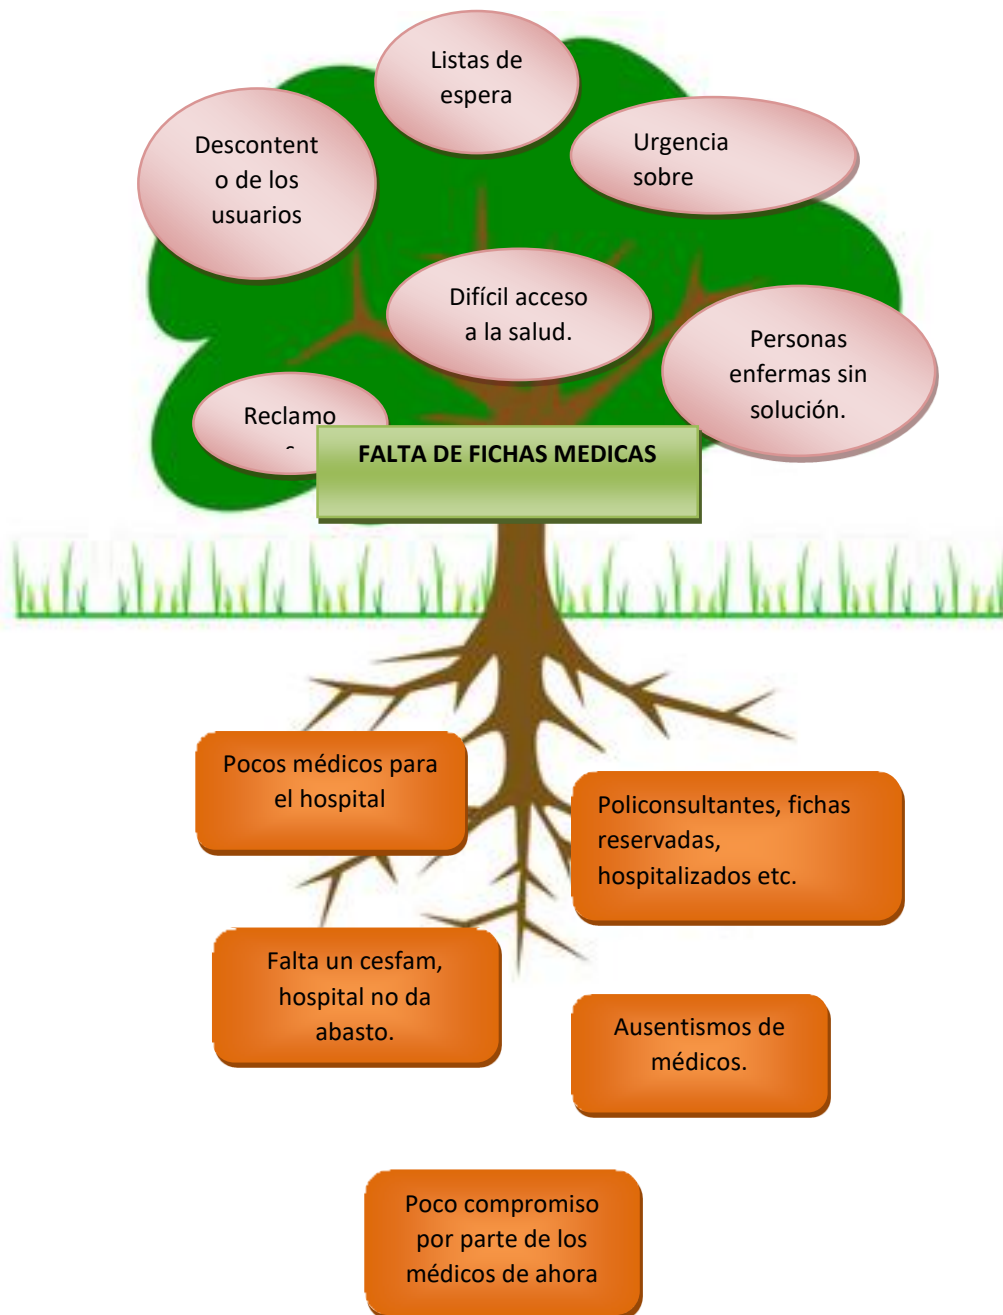 Listas de
espera
Descontent
o de los
usuarios
Urgencia
sobre
Difícil acceso
a la salud.
Personas
enfermas sin
solución.
Reclamo
FALTA DE FICHAS MEDICAS
Pocos médicos para
el hospital
Policonsultantes, fichas
reservadas,
hospitalizados etc.
Falta un cesfam,
hospital no da
abasto.
Ausentismos de
médicos.
Poco compromiso
por parte de los
médicos de ahora